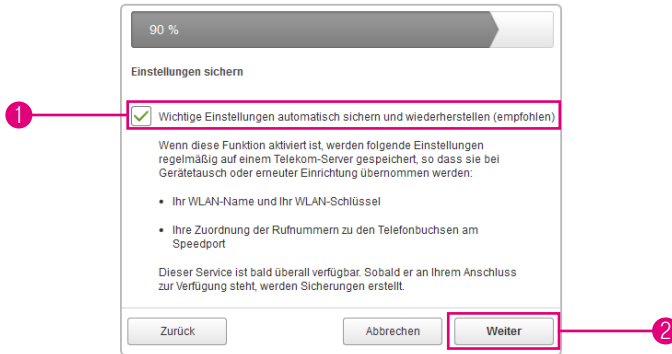 90 %
Einstellungen sichern
1
Wichtige Einstellungen automatisch sichern und wiederherstellen (empfohlen)
Wenn diese Funktion aktiviert ist, werden folgende Einstellungen
regelmäßig auf einem Telekom-Server gespeichert, so dass sie bei
Gerätetausch oder erneuter Einrichtung übernommen werden:
• Ihr WLAN-Name und Ihr WLAN-Schlüssel
• Ihre Zuordnung der Rufnummern zu den Telefonbuchsen am
Speedport
Dieser Service ist bald überall verfügbar. Sobald er an Ihrem Anschluss
zur Verfügung steht, werden Sicherungen erstellt.
Zurück Abbrechen Weiter
2